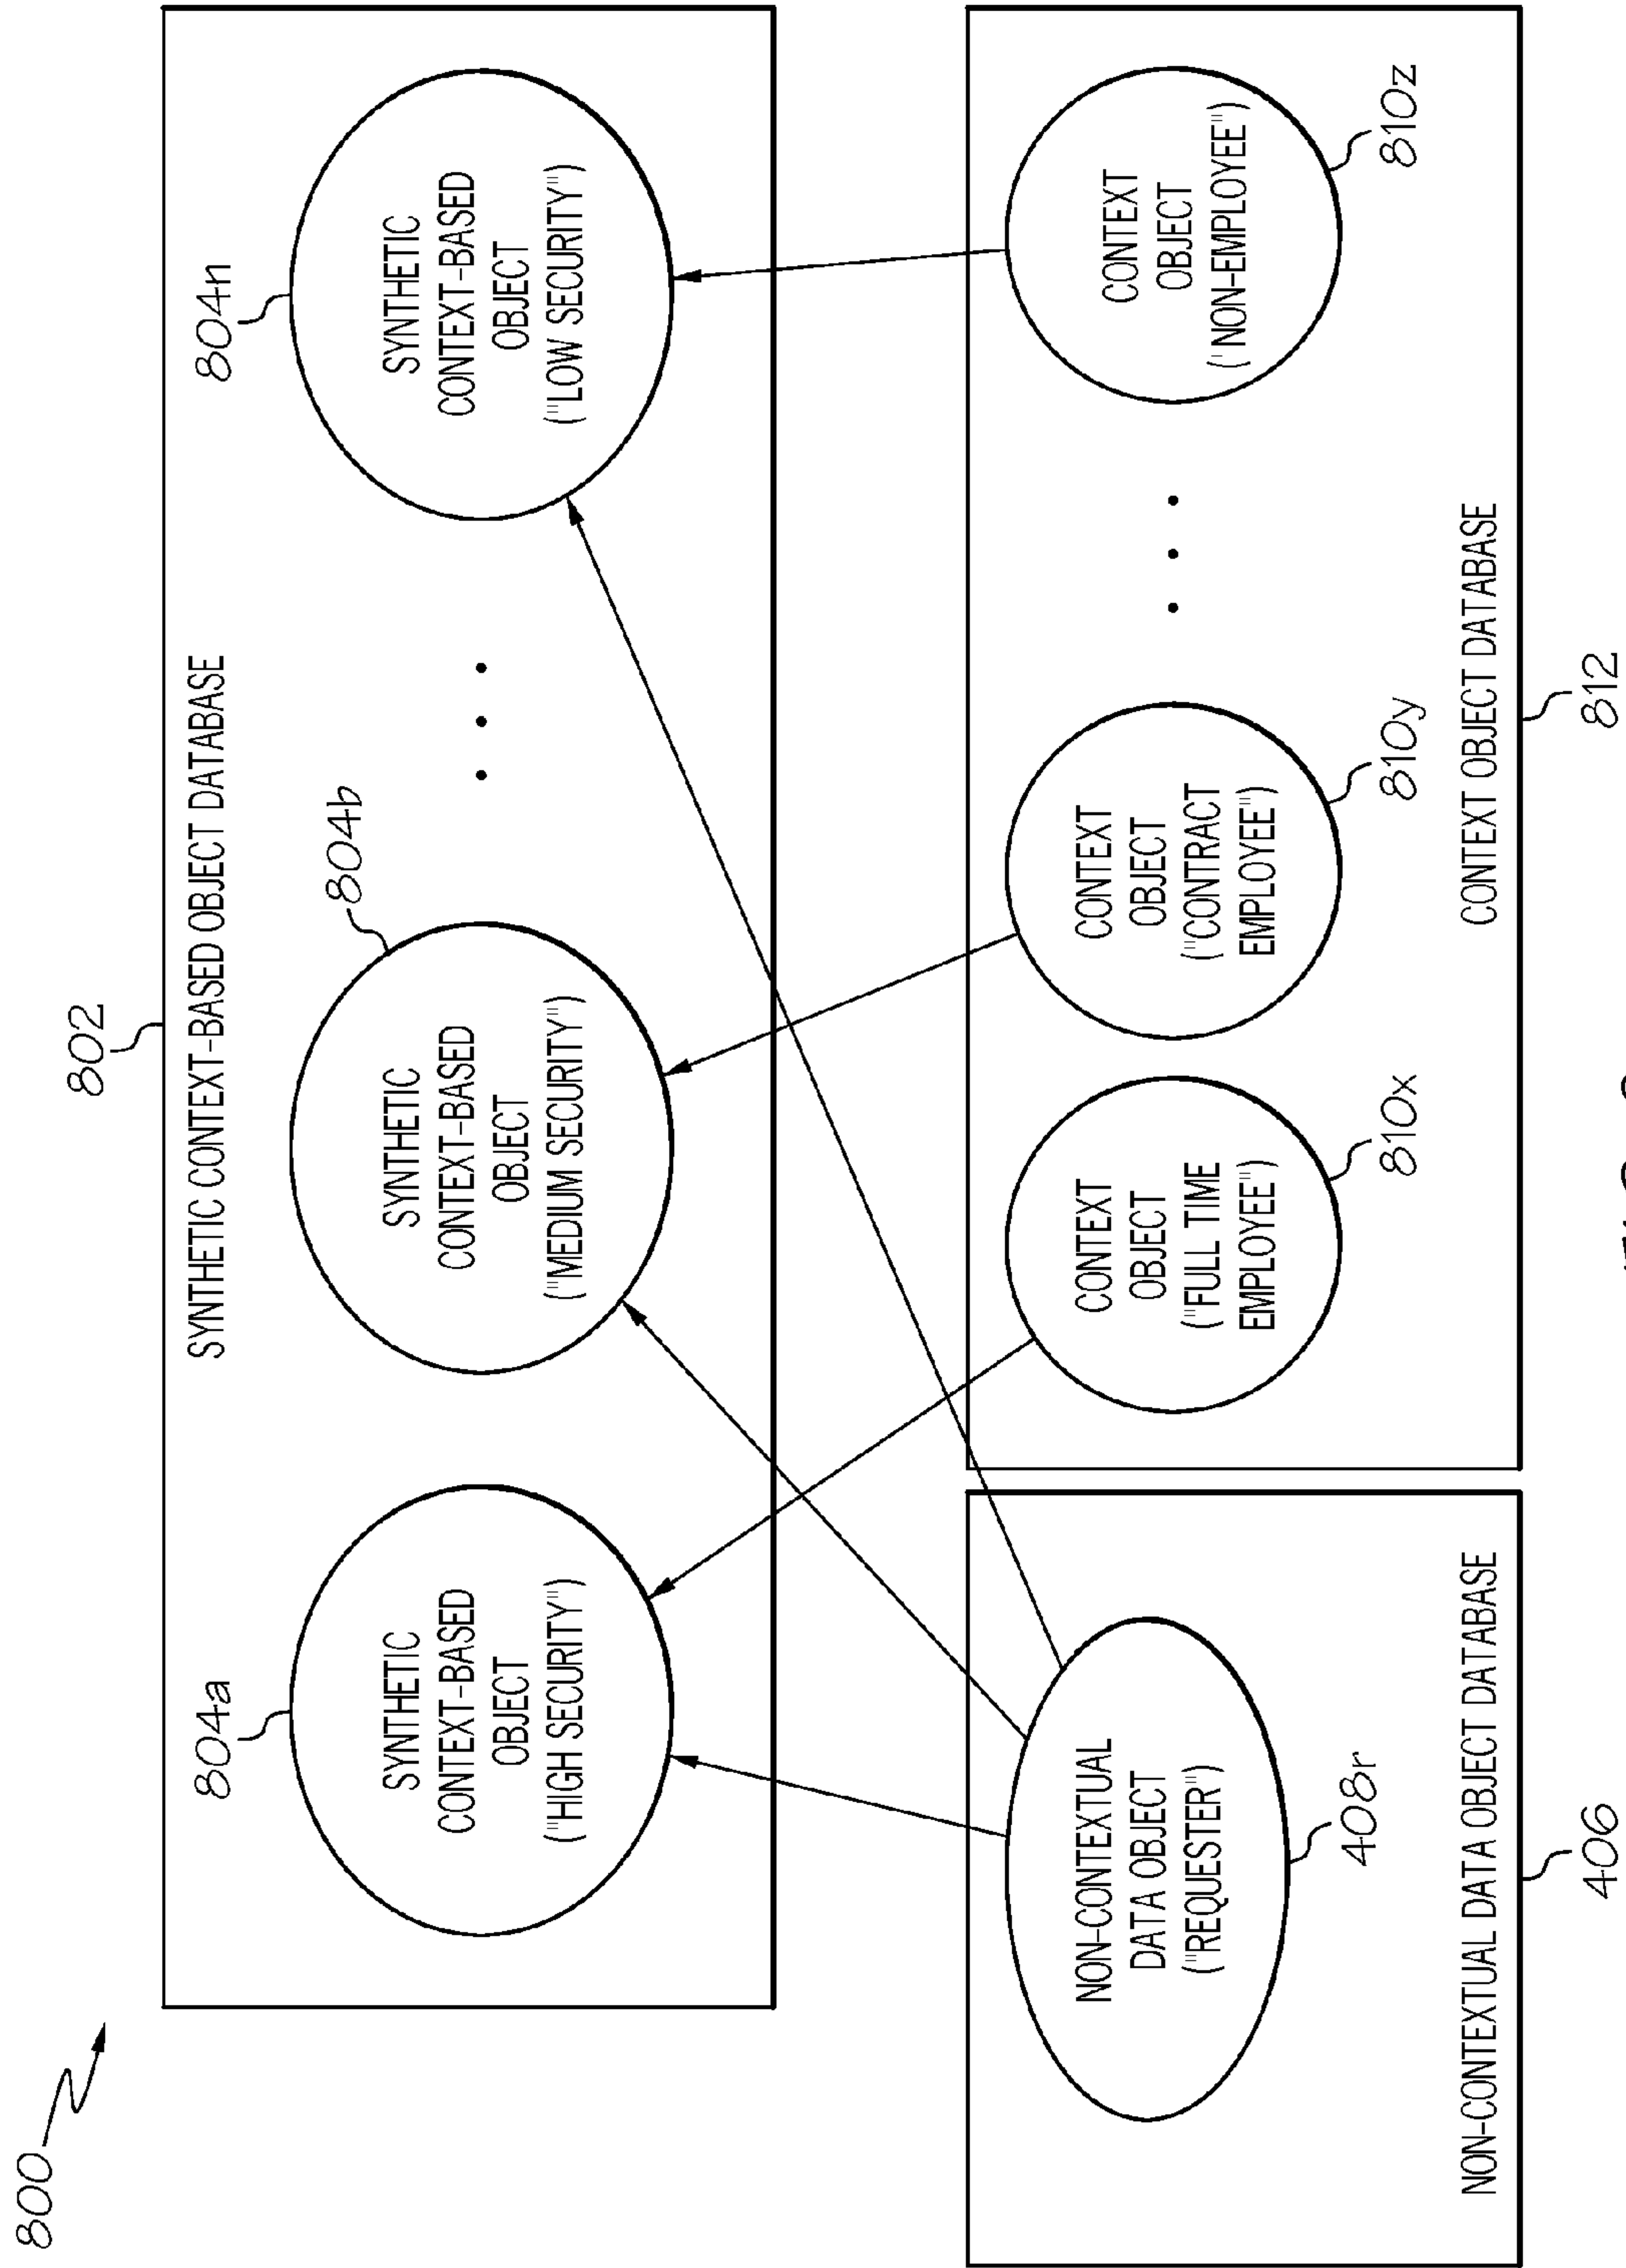 800
802
SYNTHETIC CONTEXT-BASED OBJECT DATABASE
804a
SYNTHETIC
CONTEXT-BASED
OBJECT
("HIGH SECURITY")
804b
SYNTHETIC
CONTEXT-BASED
OBJECT
("MEDIUM SECURITY")
. . .
804n
SYNTHETIC
CONTEXT-BASED
OBJECT
("LOW SECURITY")
NON-CONTEXTUAL
DATA OBJECT
("REQUESTER")
408r
NON-CONTEXTUAL DATA OBJECT DATABASE
406
CONTEXT
OBJECT
("FULL TIME
EMPLOYEE")
810x
CONTEXT
OBJECT
("CONTRACT
EMPLOYEE")
810y
. . .
CONTEXT
OBJECT
("NON-EMPLOYEE")
810z
CONTEXT OBJECT DATABASE
812